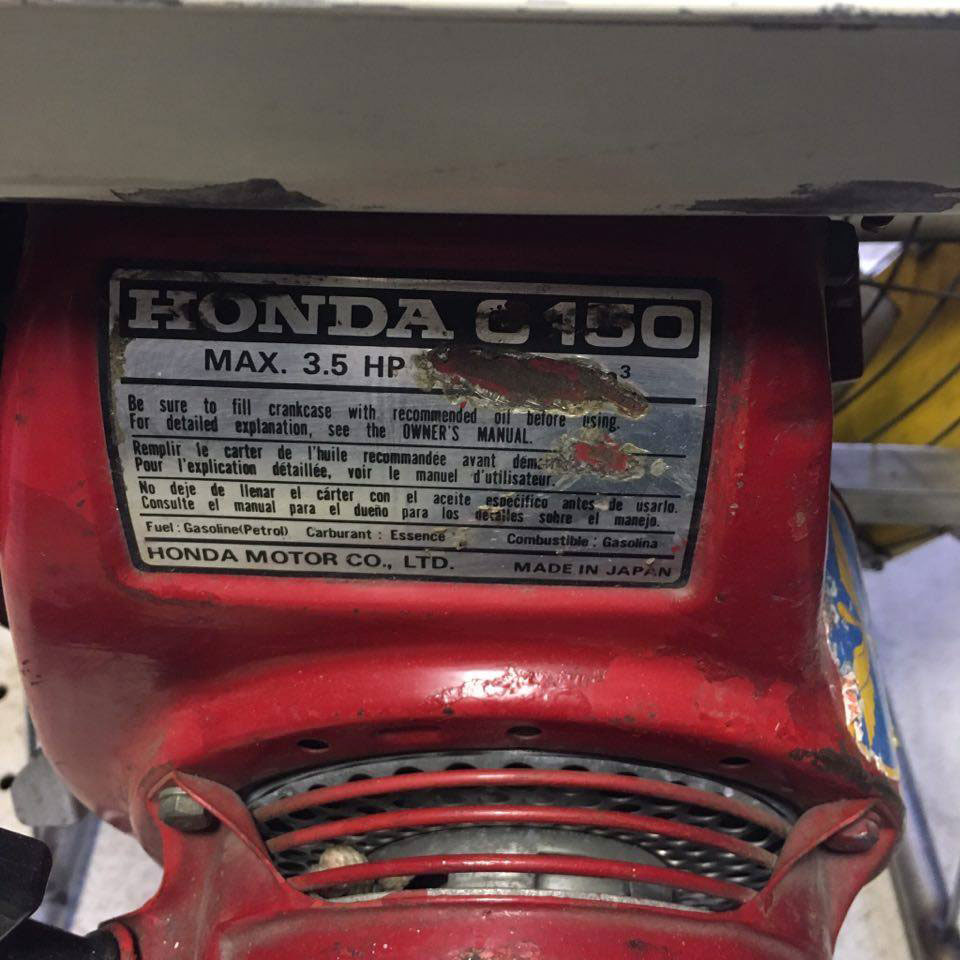 HONDA G150
MAX. 3.5 HP
Be sure to fill crankcase with recommended oil before using.
For detailed explanation, see the OWNER'S MANUAL.
Remplir le carter de l'huile recommandée avant
Pour l'explication détaillée, voir le manuel d'utilisateur.
No deje de llenar el cárter con el aceite especifico antes de usarlo.
Consulte el manual para el dueño para los detalles sobre el manejo.
Fuel : Gasoline(Petrol) Carburant : Essence Combustible : Gasolina
HONDA MOTOR CO., LTD. MADE IN JAPAN